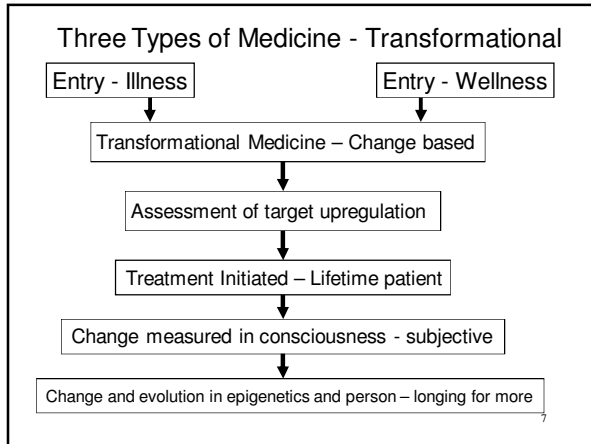 Three Types of Medicine - Transformational
Entry - Illness
Entry - Wellness
Transformational Medicine – Change based
Assessment of target upregulation
Treatment Initiated – Lifetime patient
Change measured in consciousness - subjective
Change and evolution in epigenetics and person – longing for more
7